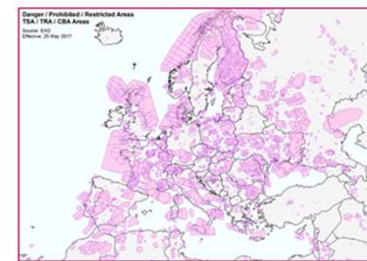 Danger / Prohibited / Restricted Areas
TSA / TRA / CBA Areas
Source: EAD
Effective: 25 May 2017